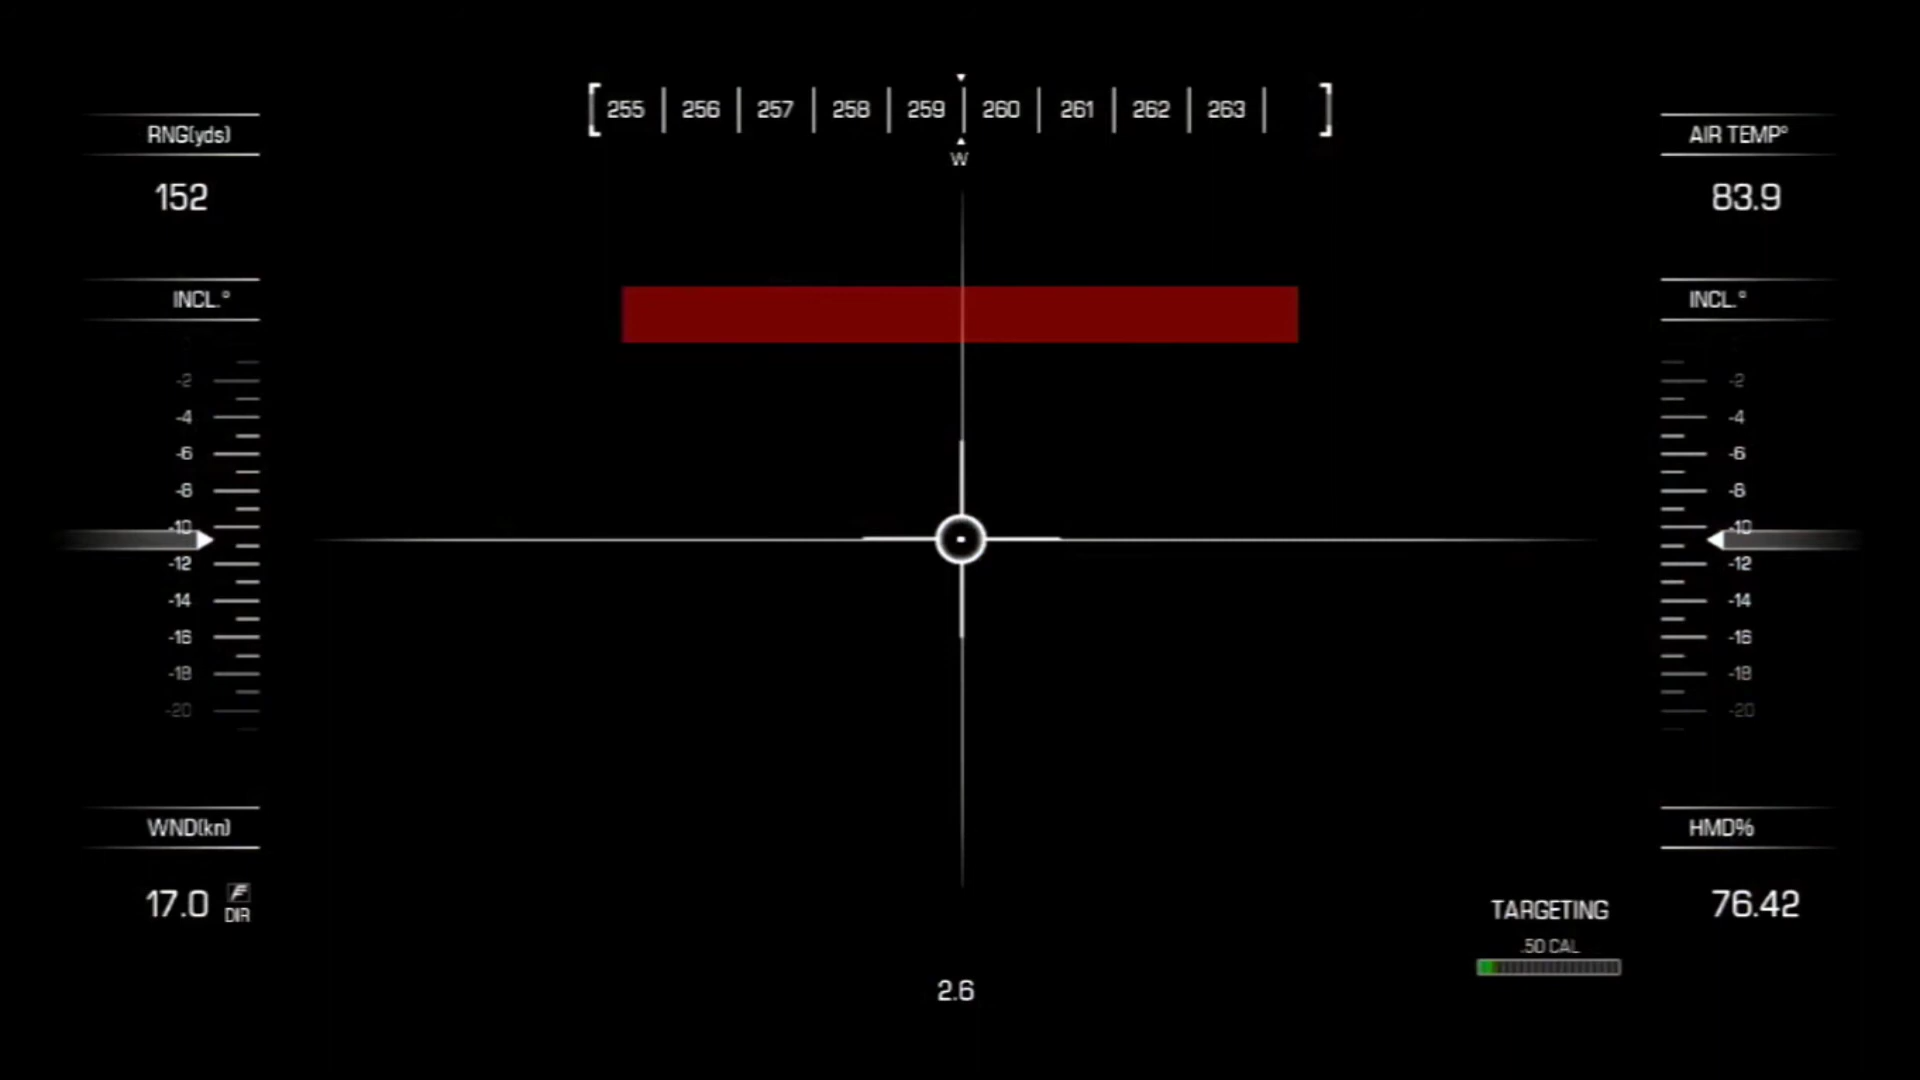 255 256 257 258 259 260 261 262 263
W
RNG(yds)
152
AIR TEMP°
83.9
INCL.°
-2
-4
-6
-8
-10
-12
-14
-16
-18
-20
INCL.°
-2
-4
-6
-8
-10
-12
-14
-16
-18
-20
WND(kn)
17.0
F
DIR
HMD%
76.42
TARGETING
.50 CAL
2.6